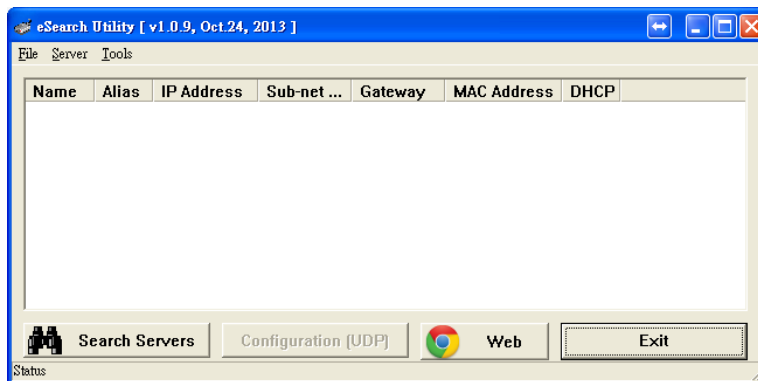 eSearch Utility [ v1.0.9, Oct.24, 2013 ]
File Server Tools
Name Alias IP Address Sub-net ... Gateway MAC Address DHCP
Search Servers Configuration (UDP) Web Exit
Status